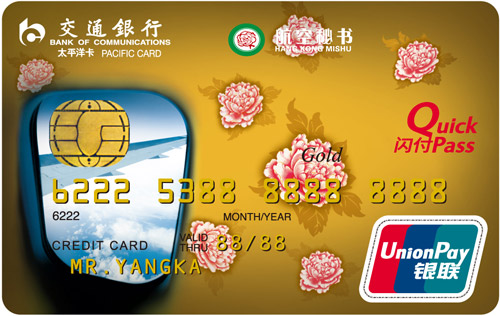 交通銀行
BANK OF COMMUNICATIONS
太平洋卡 PACIFIC CARD
航空秘书
HANG KONG MISHU
Quick
闪付Pass
Gold
6222 5388 8888 8888
6222
MONTH/YEAR
CREDIT CARD
VALID THRU 88/88
MR.YANGKA
UnionPay
银联